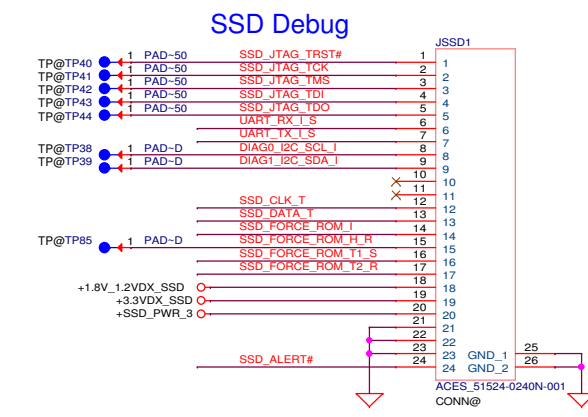 SSD Debug
JSSD1
TP@TP40 1 PAD~50 SSD_JTAG_TRST# 1 1
TP@TP41 1 PAD~50 SSD_JTAG_TCK 2 2
TP@TP42 1 PAD~50 SSD_JTAG_TMS 3 3
TP@TP43 1 PAD~50 SSD_JTAG_TDI 4 4
TP@TP44 1 PAD~50 SSD_JTAG_TDO 5 5
UART_RX_I_S 6 6
UART_TX_I_S 7 7
TP@TP38 1 PAD~D DIAG0_I2C_SCL_I 8 8
TP@TP39 1 PAD~D DIAG1_I2C_SDA_I 9 9
10 10
11 11
SSD_CLK_T 12 12
SSD_DATA_T 13 13
SSD_FORCE_ROM_I 14 14
TP@TP85 1 PAD~D SSD_FORCE_ROM_H_R 15 15
SSD_FORCE_ROM_T1_S 16 16
SSD_FORCE_ROM_T2_R 17 17
+1.8V_1.2VDX_SSD 18 18
+3.3VDX_SSD 19 19
+SSD_PWR_3 20 20
21 21
22 22
23 23 GND_1 25
SSD_ALERT# 24 24 GND_2 26
ACES_51524-0240N-001
CONN@